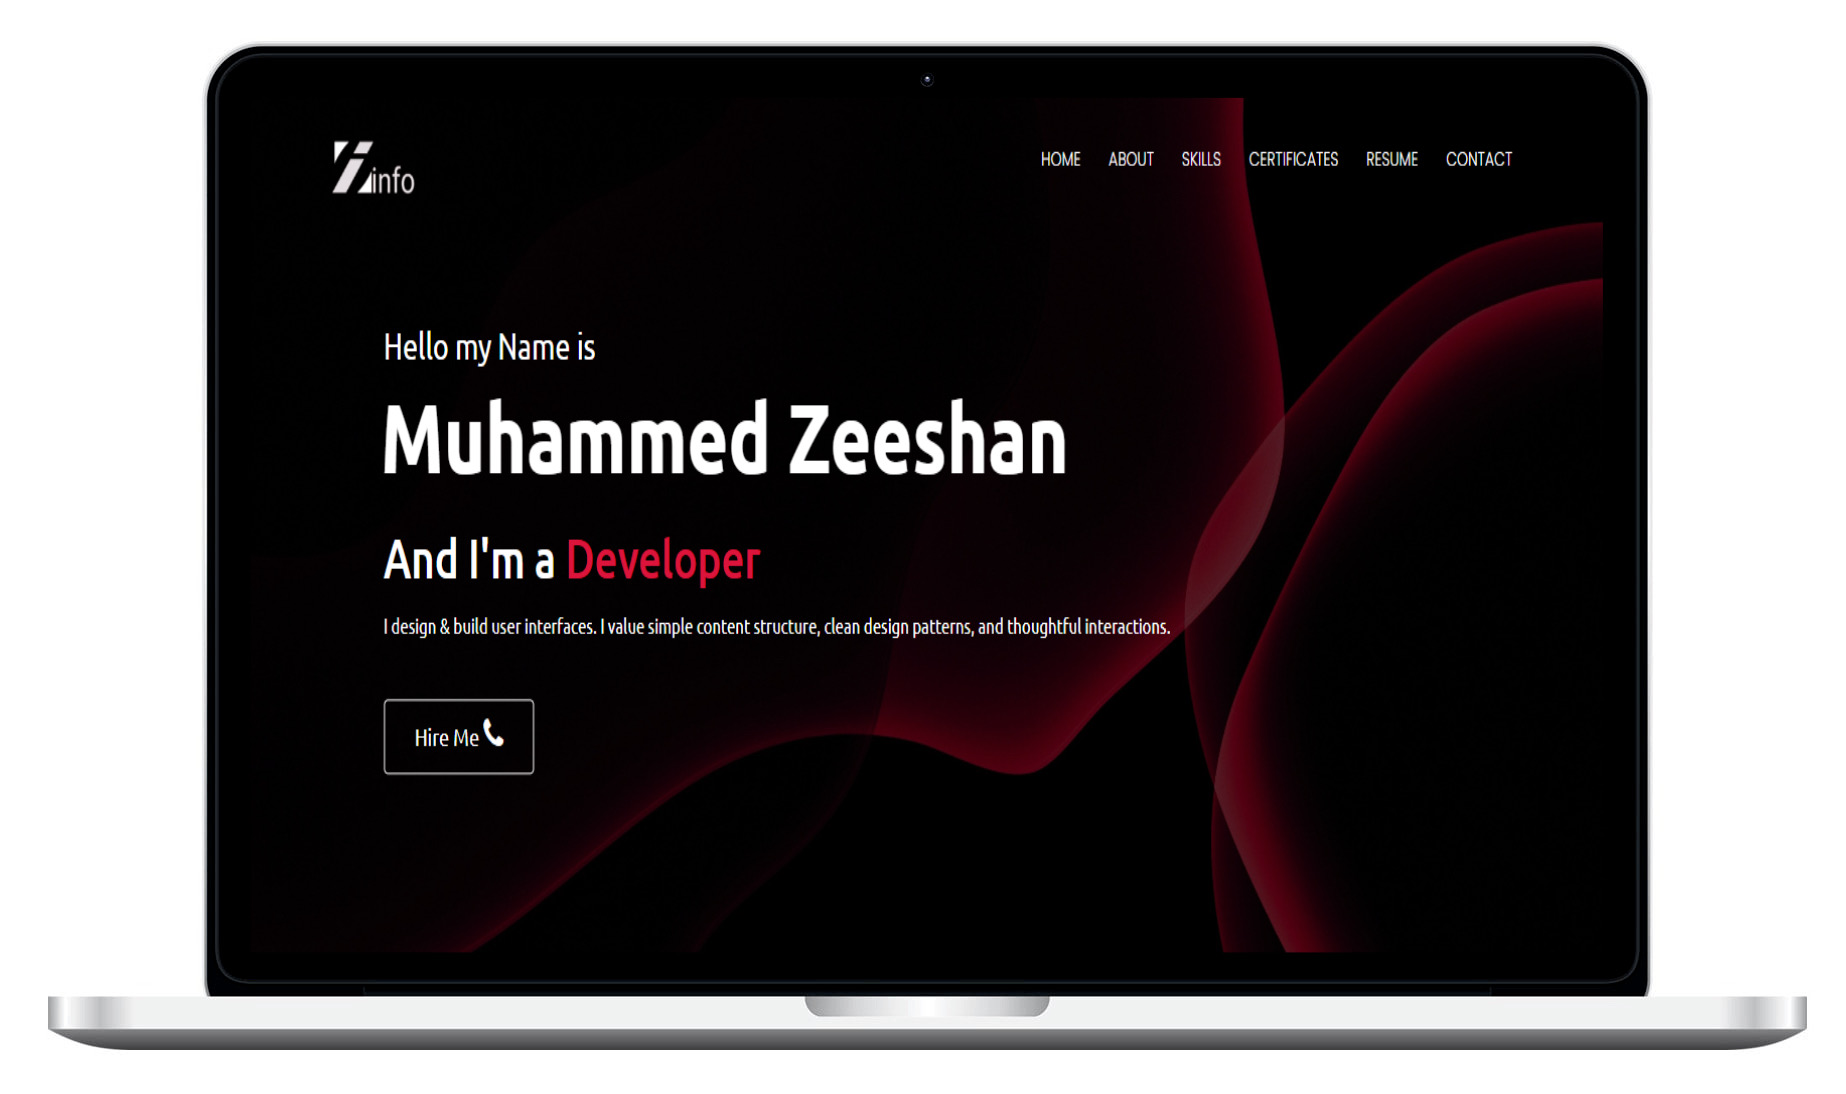 Zinfo
HOME ABOUT SKILLS CERTIFICATES RESUME CONTACT
Hello my Name is
Muhammed Zeeshan
And I'm a Developer
I design & build user interfaces. I value simple content structure, clean design patterns, and thoughtful interactions.
Hire Me